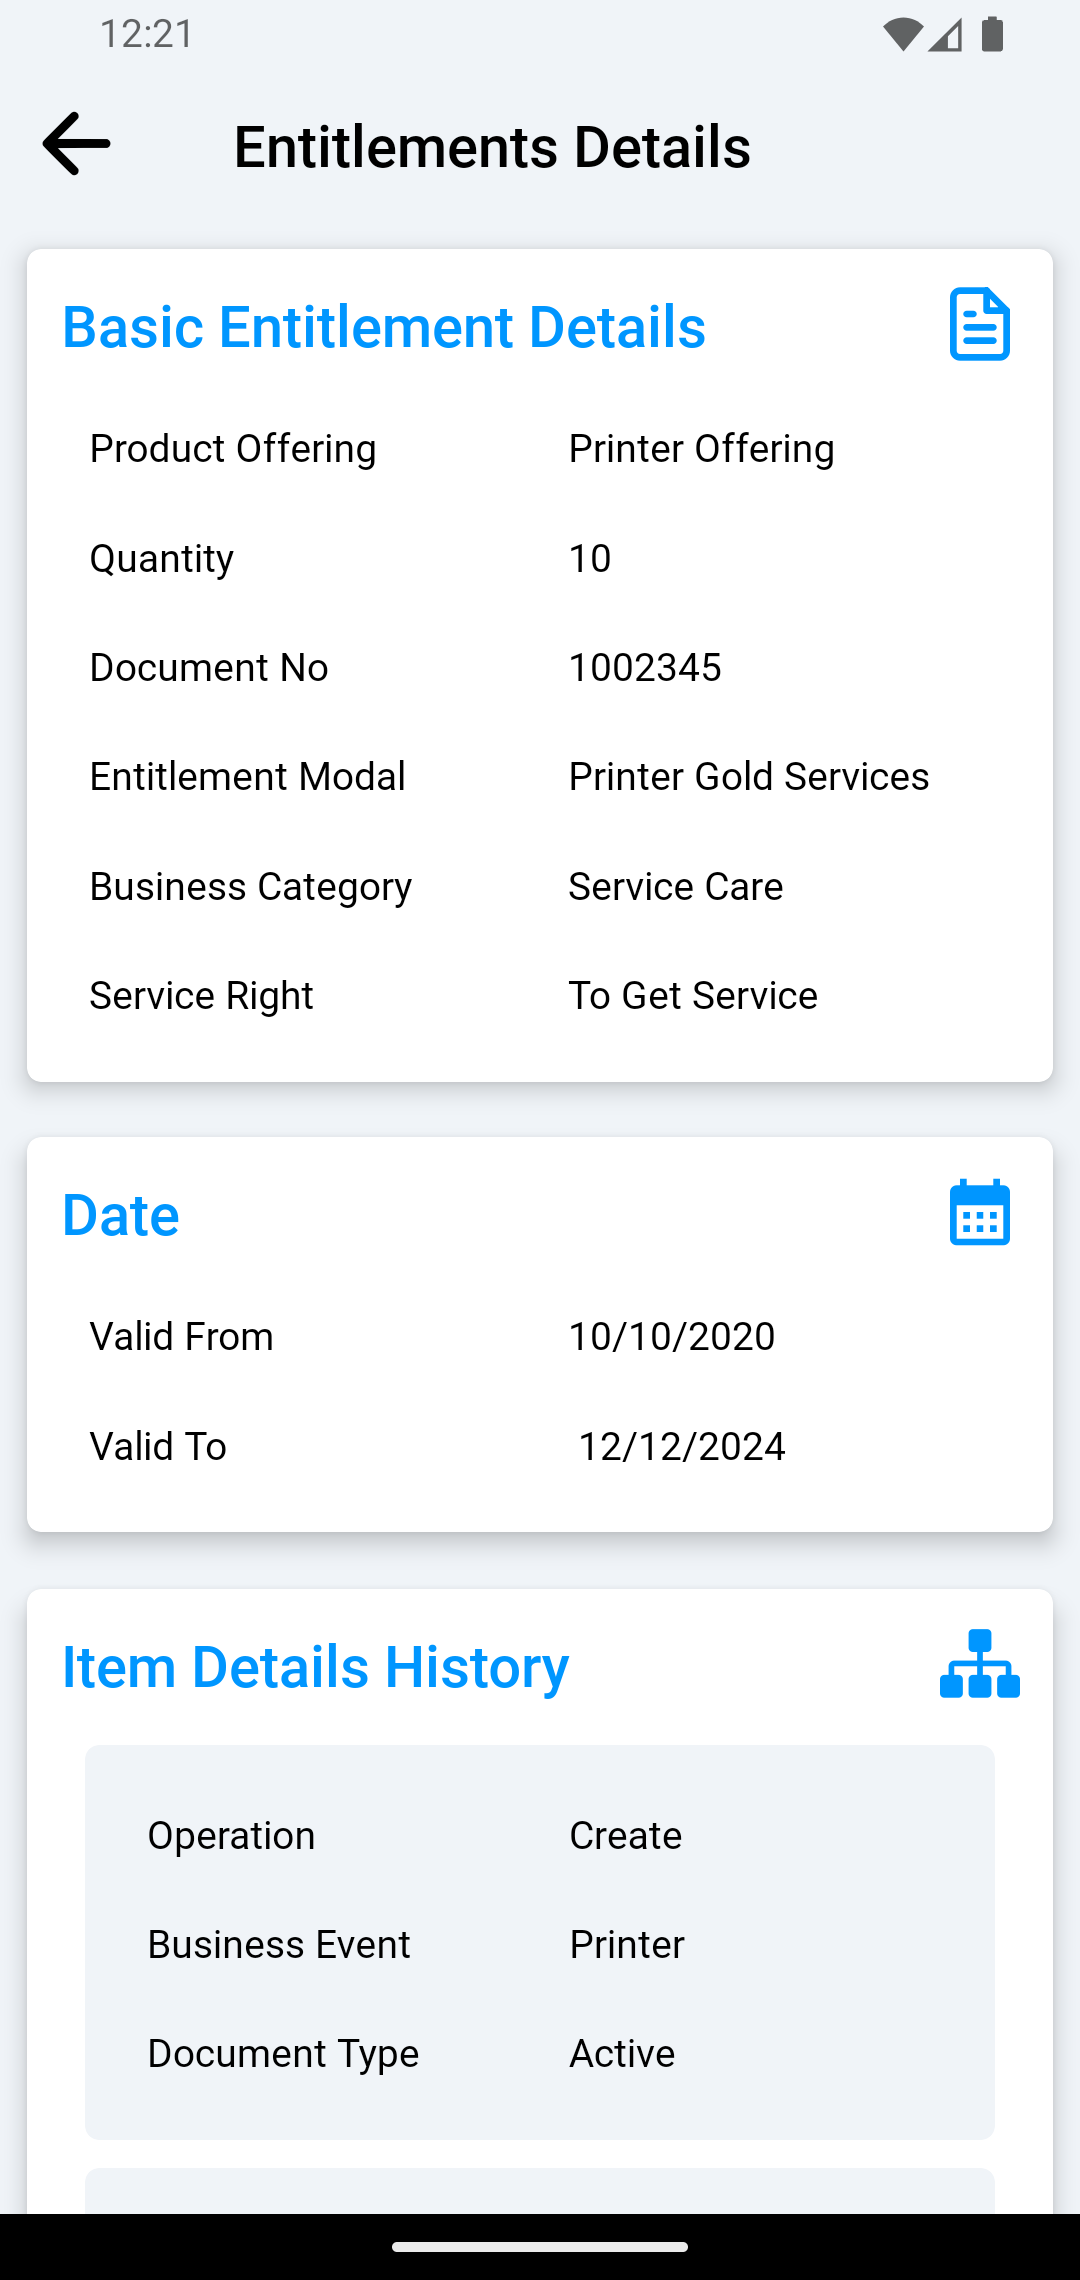 12:21
Entitlements Details
Basic Entitlement Details
Product Offering Printer Offering
Quantity 10
Document No 1002345
Entitlement Modal Printer Gold Services
Business Category Service Care
Service Right To Get Service
Date
Valid From 10/10/2020
Valid To 12/12/2024
Item Details History
Operation Create
Business Event Printer
Document Type Active